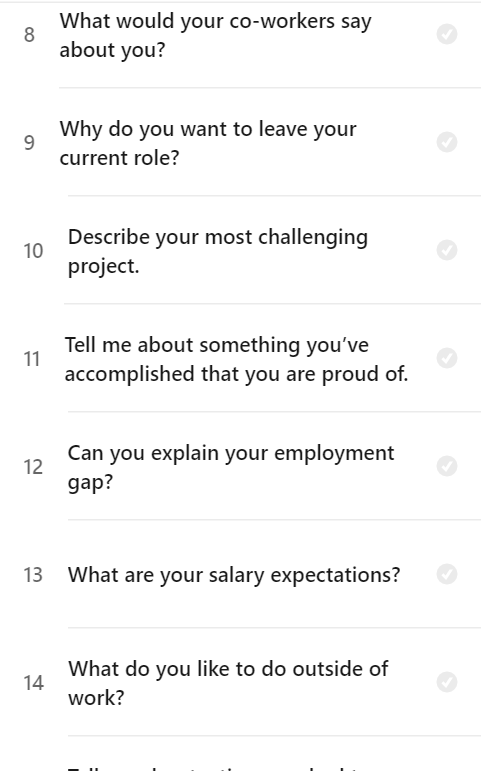 8
What would your co-workers say
about you?
9
Why do you want to leave your
current role?
10
Describe your most challenging
project.
11
Tell me about something you’ve
accomplished that you are proud of.
12
Can you explain your employment
gap?
13
What are your salary expectations?
14
What do you like to do outside of
work?